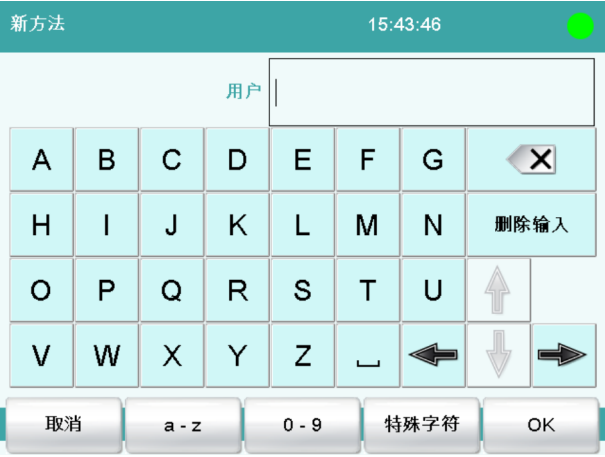 新方法 15:43:46
用户
A B C D E F G
H I J K L M N 删除输入
O P Q R S T U
V W X Y Z
取消 a - z 0 - 9 特殊字符 OK